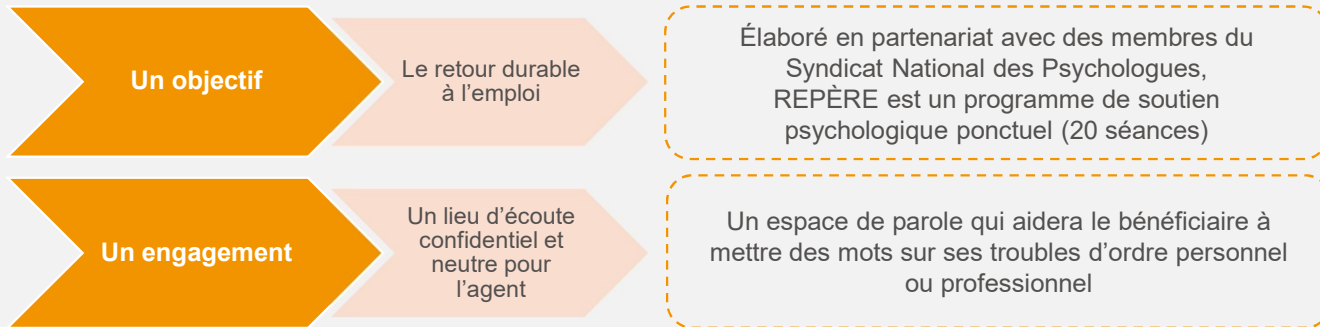 Un objectif
Le retour durable
à l’emploi
Élaboré en partenariat avec des membres du
Syndicat National des Psychologues,
REPÈRE est un programme de soutien
psychologique ponctuel (20 séances)
Un engagement
Un lieu d’écoute
confidentiel et
neutre pour
l’agent
Un espace de parole qui aidera le bénéficiaire à
mettre des mots sur ses troubles d’ordre personnel
ou professionnel